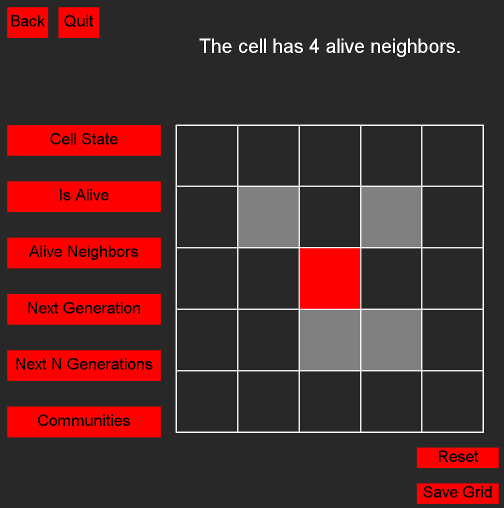 Back Quit
The cell has 4 alive neighbors.
Cell State
Is Alive
Alive Neighbors
Next Generation
Next N Generations
Communities
Reset
Save Grid